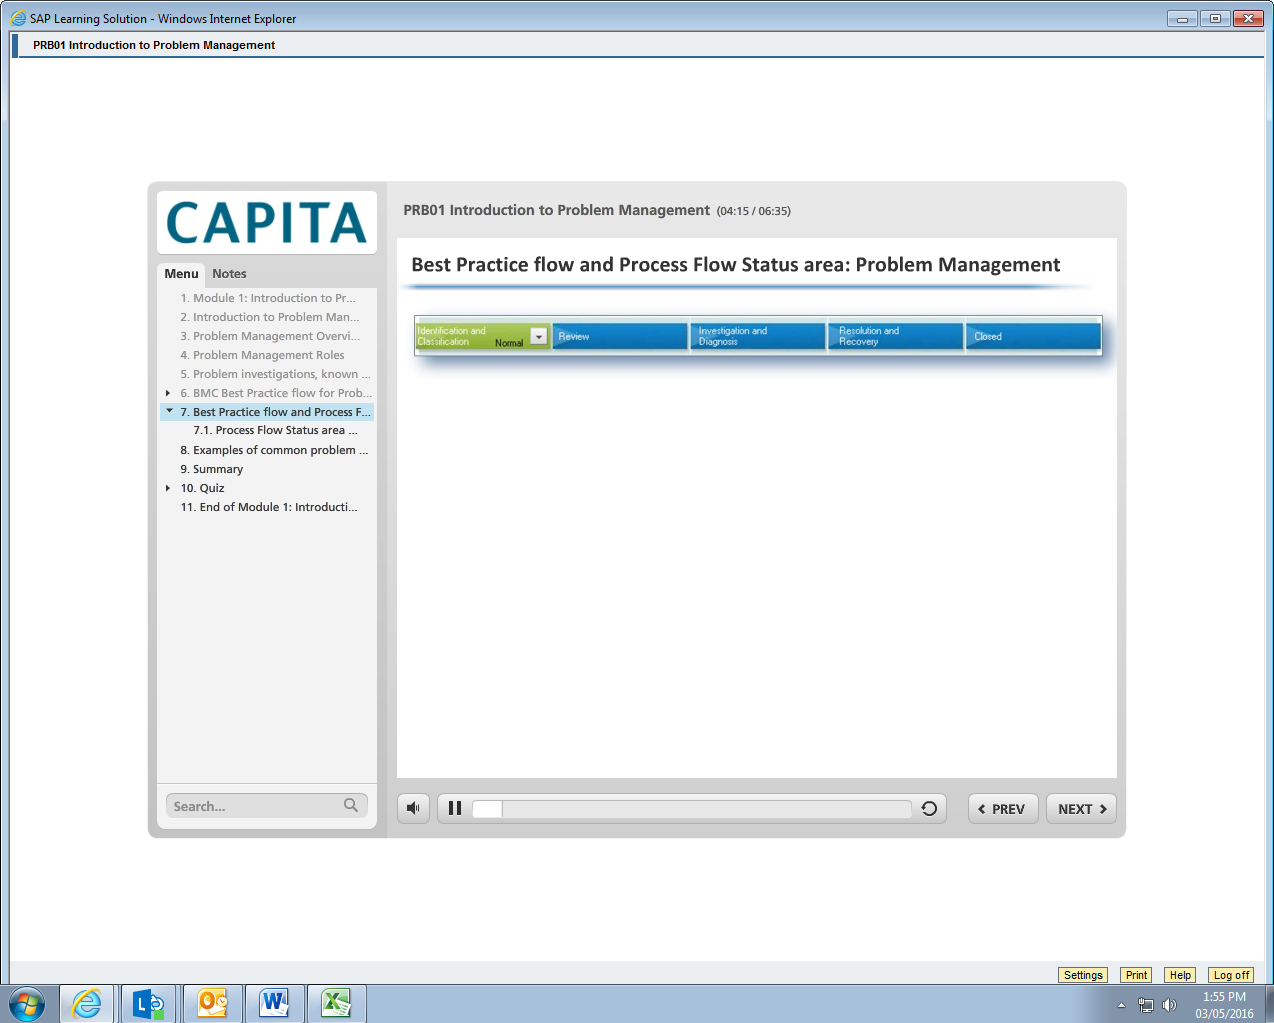 SAP Learning Solution - Windows Internet Explorer
PRB01 Introduction to Problem Management
CAPITA
Menu
Notes
1. Module 1: Introduction to Pr...
2. Introduction to Problem Man...
3. Problem Management Overvi...
4. Problem Management Roles
5. Problem investigations, known ...
6. BMC Best Practice flow for Prob...
7. Best Practice flow and Process F...
7.1. Process Flow Status area ...
8. Examples of common problem ...
9. Summary
10. Quiz
11. End of Module 1: Introducti...
Search...
PRB01 Introduction to Problem Management (04:15 / 06:35)
Best Practice flow and Process Flow Status area: Problem Management
Identification and
Classification
Normal
Review
Investigation and
Diagnosis
Resolution and
Recovery
Closed
PREV
NEXT
Settings
Print
Help
Log off
1:55 PM
03/05/2016